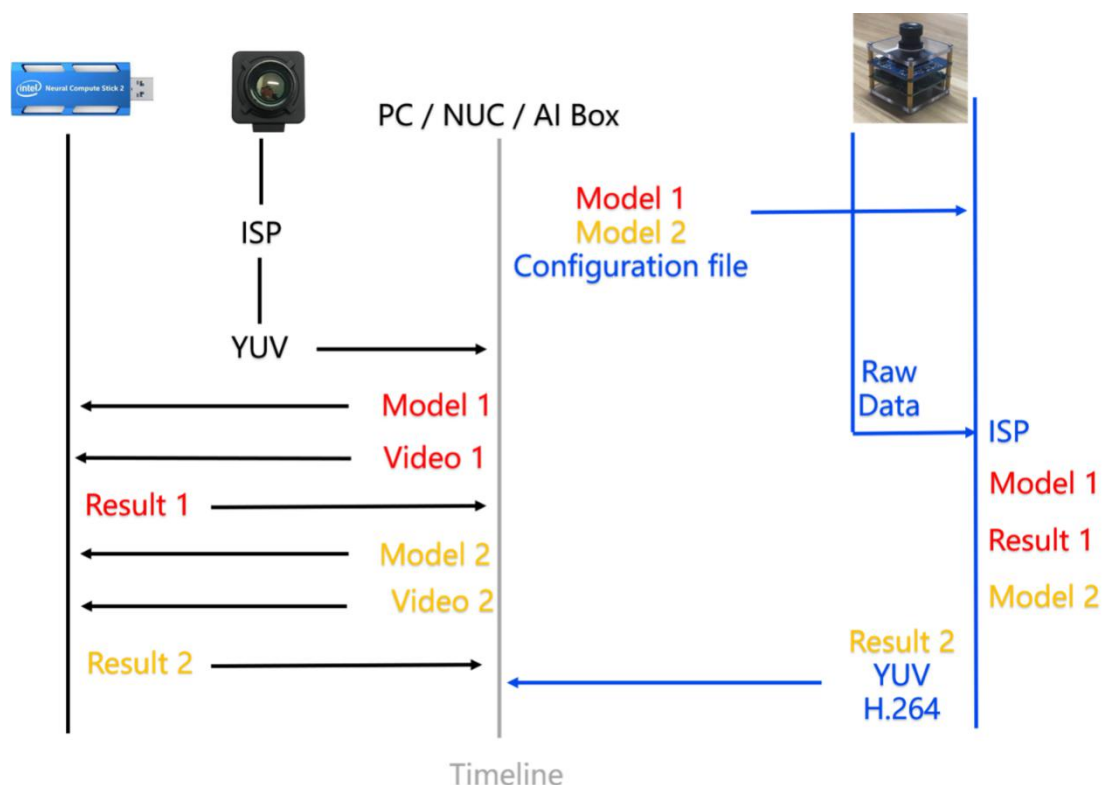 intel Neural Compute Stick 2
PC / NUC / AI Box
Model 1
Model 2
Configuration file
ISP
YUV
Raw
Data
Model 1
ISP
Video 1
Model 1
Result 1
Result 1
Model 2
Video 2
Model 2
Result 2
Result 2
YUV
H.264
Timeline